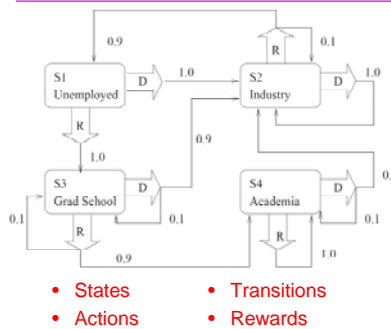 0.9
0.1
R
S1
Unemployed
D
1.0
S2
Industry
D
1.0
R
1.0
0.9
S3
Grad School
D
0.1
0.1
R
0.9
S4
Academia
D
0.1
R
1.0
• States
• Transitions
• Actions
• Rewards